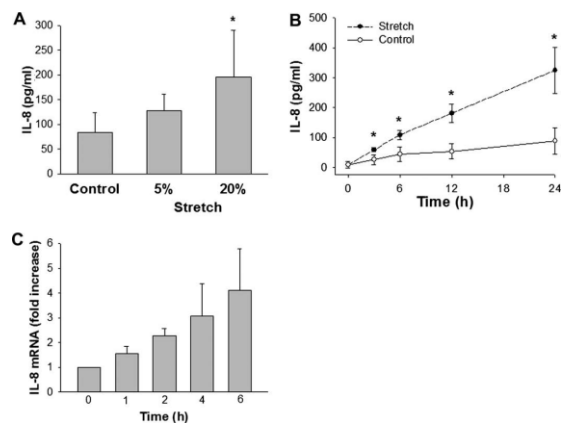 A
*
IL-8 (pg/ml)
300
250
200
150
100
50
0
Control 5% 20%
Stretch
B
Stretch
Control
IL-8 (pg/ml)
500
400
300
200
100
0
* * * *
0 6 12 18 24
Time (h)
C
IL-8 mRNA (fold increase)
6
5
4
3
2
1
0
0 1 2 4 6
Time (h)